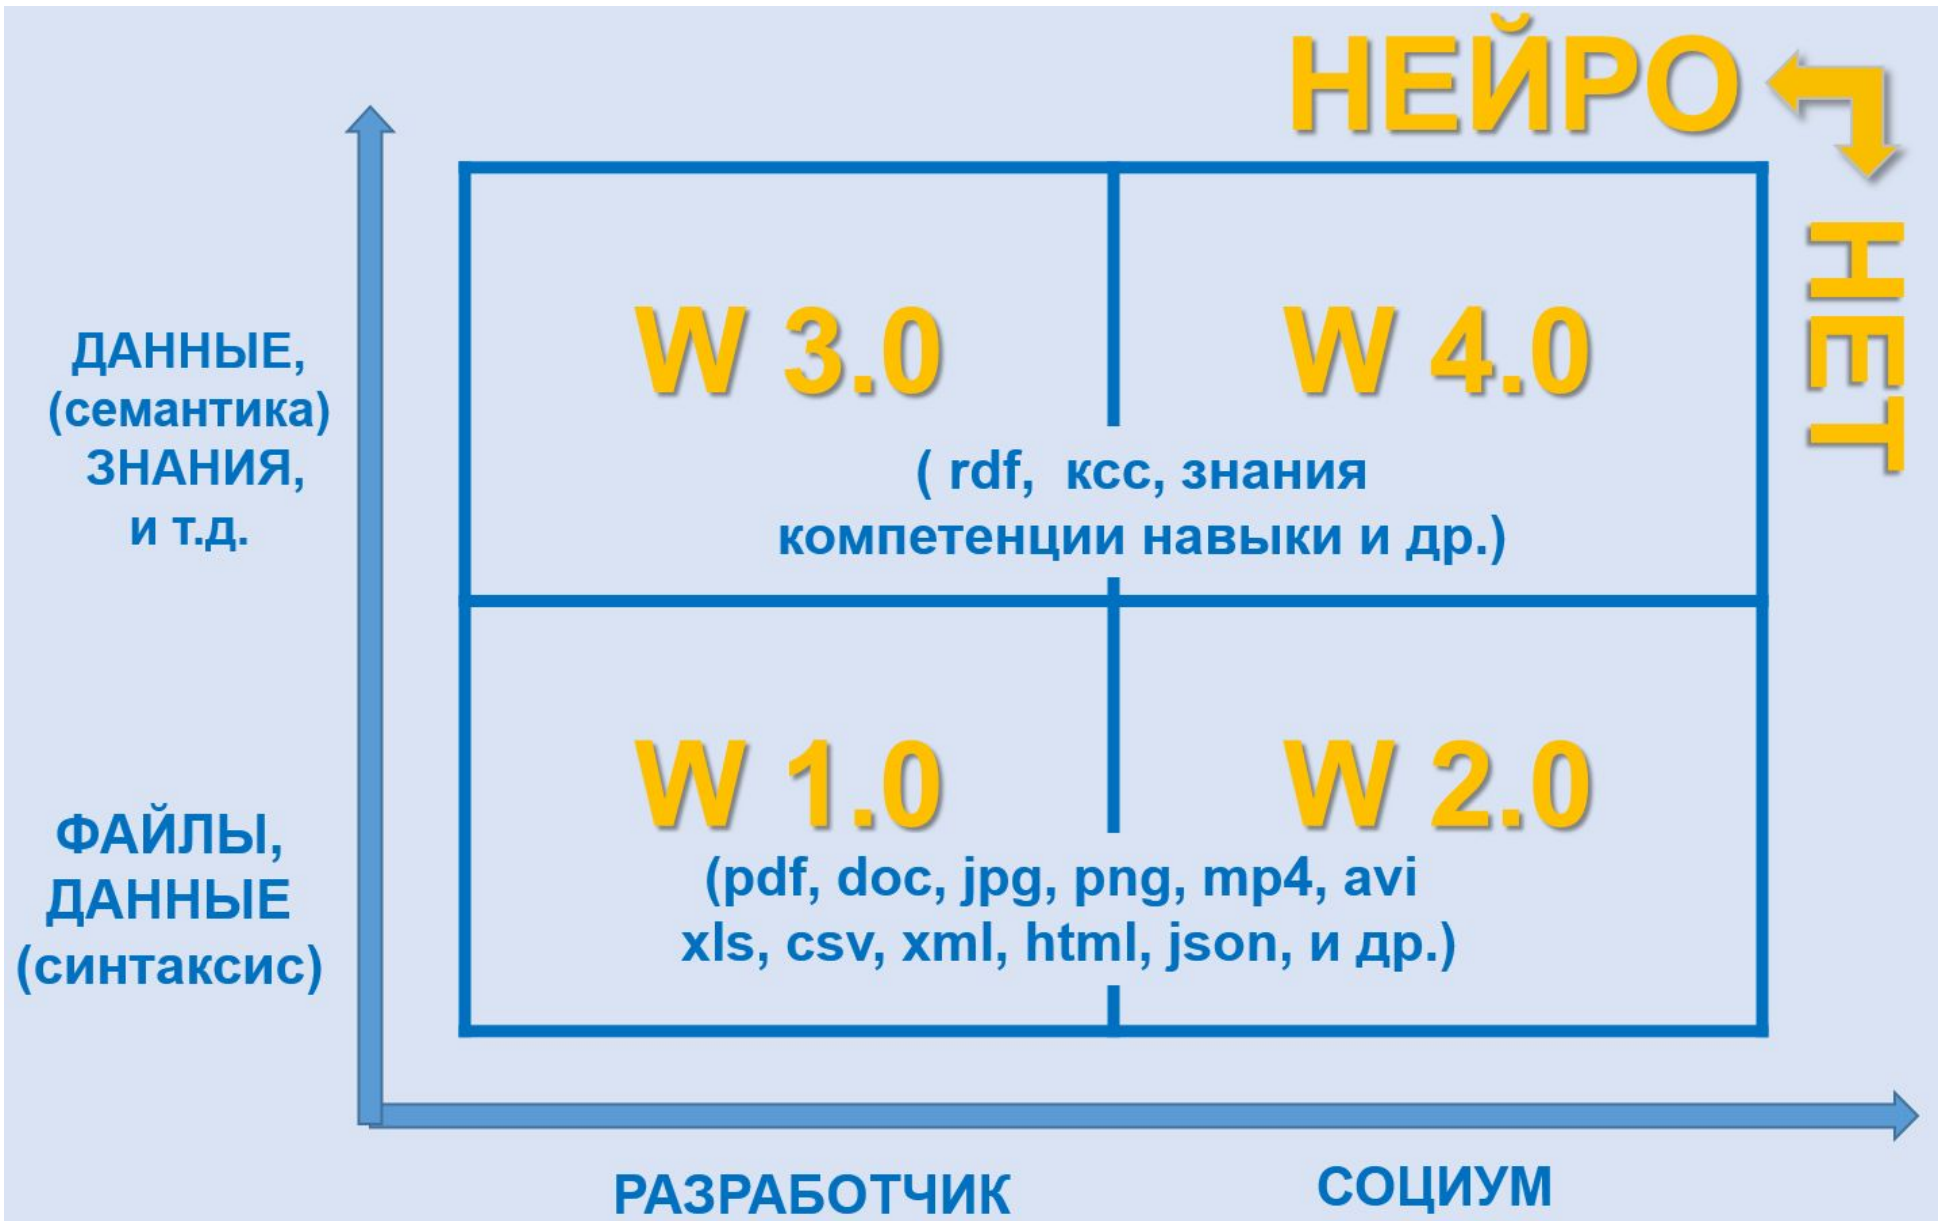 НЕЙРО
НЕТ
ДАННЫЕ,
(семантика)
ЗНАНИЯ,
и т.д.
W 3.0
W 4.0
( rdf, ксс, знания
компетенции навыки и др.)
ФАЙЛЫ,
ДАННЫЕ
(синтаксис)
W 1.0
W 2.0
(pdf, doc, jpg, png, mp4, avi
xls, csv, xml, html, json, и др.)
РАЗРАБОТЧИК
СОЦИУМ